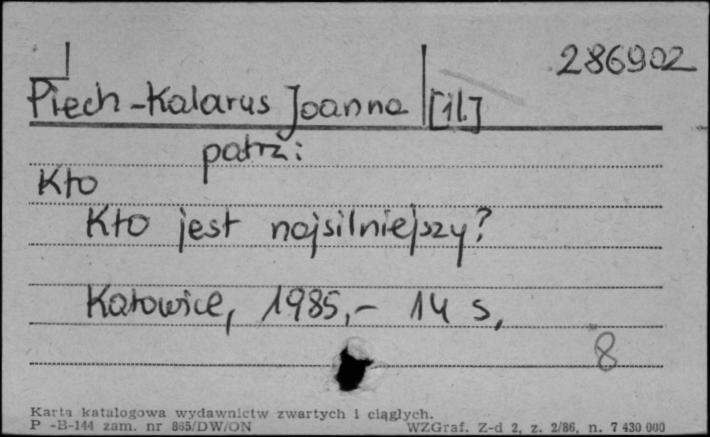 286902
Piech-Kalarus Joanna [il.]
patrz:
Kto
Kto jest najsilniejszy?
Katowice, 1985,- 14 s,
8
Karta katalogowa wydawnictw zwartych i ciągłych.
P -B-144 zam. nr 865/DW/ON WZGraf. Z-d 2, z. 2/86, n. 7 430 000